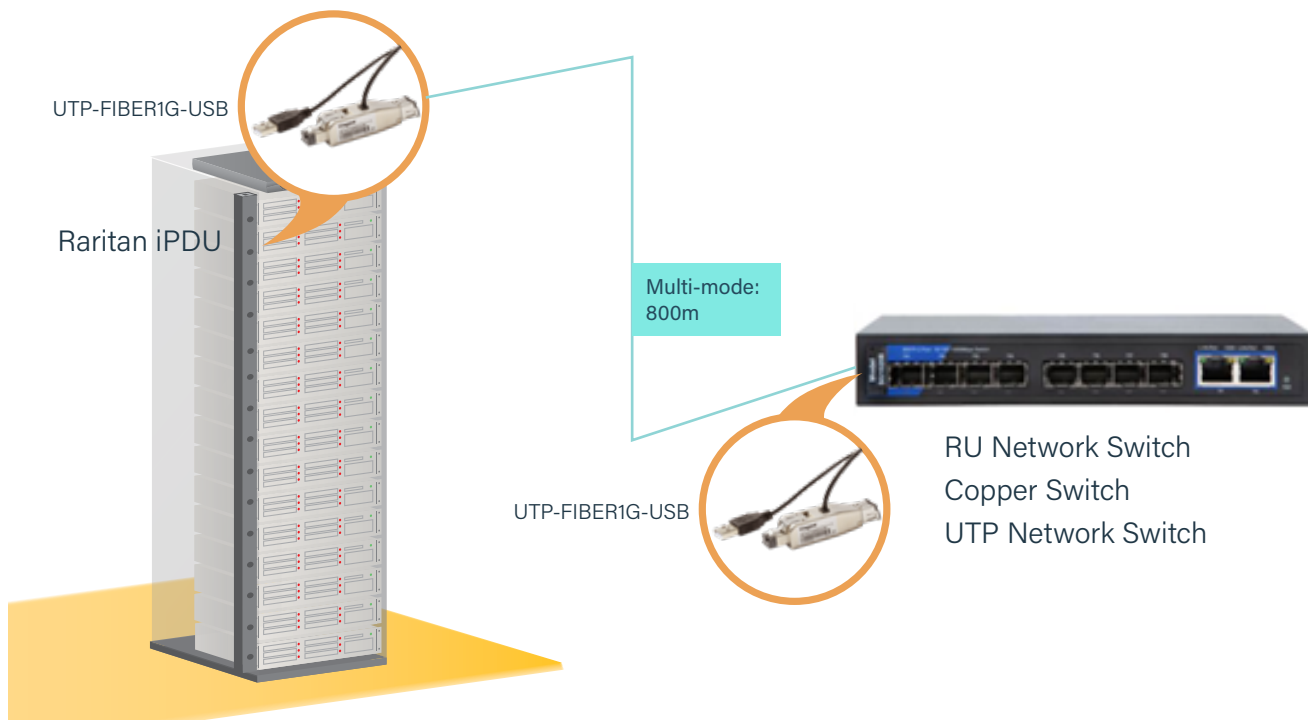 UTP-FIBER1G-USB
Raritan iPDU
Multi-mode:
800m
UTP-FIBER1G-USB
RU Network Switch
Copper Switch
UTP Network Switch